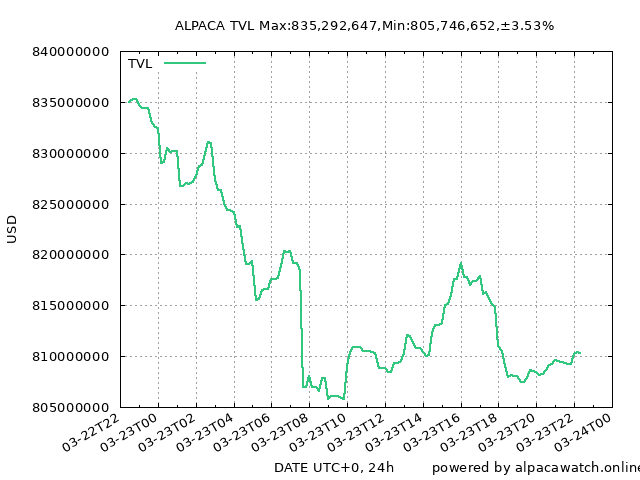 ALPACA TVL Max:835,292,647,Min:805,746,652,±3.53%
TVL
840000000
835000000
830000000
825000000
820000000
815000000
810000000
805000000
USD
03-22T22
03-23T00
03-23T02
03-23T04
03-23T06
03-23T08
03-23T10
03-23T12
03-23T14
03-23T16
03-23T18
03-23T20
03-23T22
03-24T00
DATE UTC+0, 24h
powered by alpacawatch.online